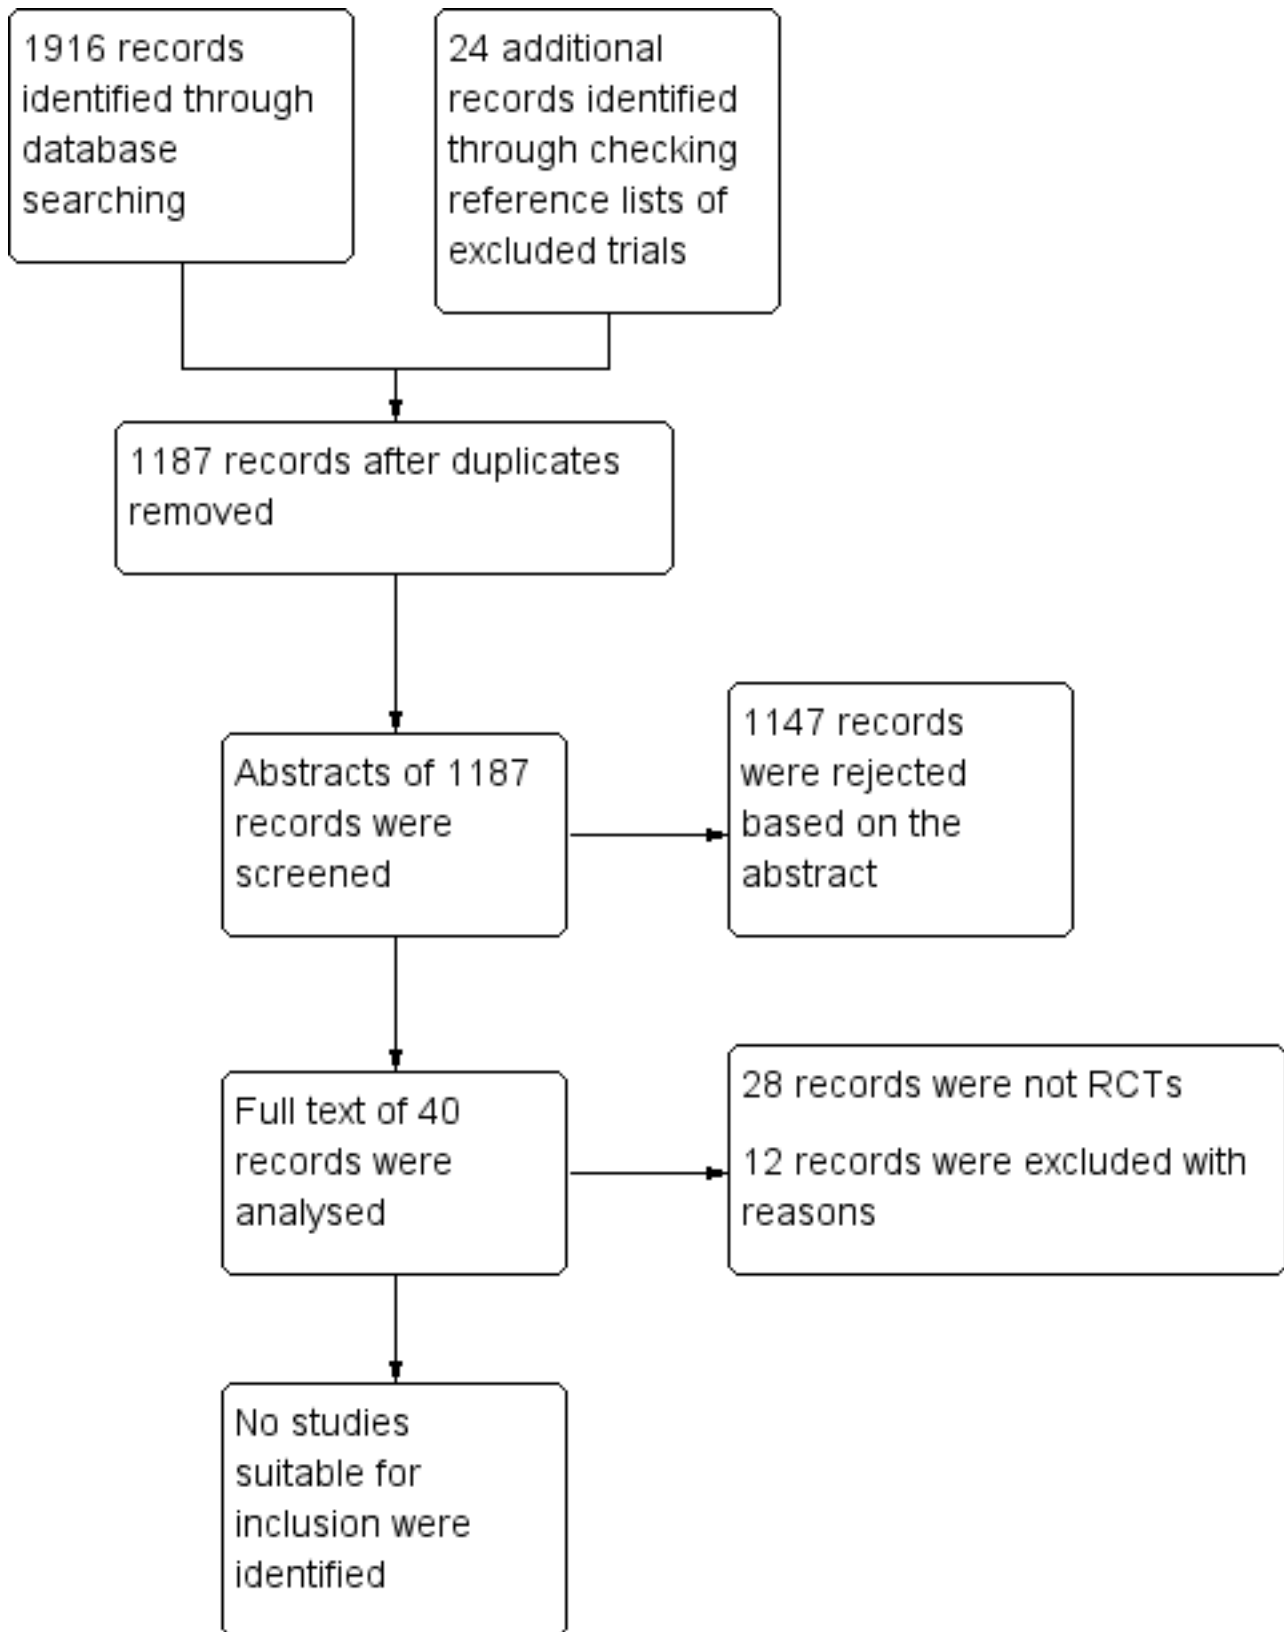 1916 records
identified through
database
searching
24 additional
records identified
through checking
reference lists of
excluded trials
1187 records after duplicates
removed
Abstracts of 1187
records were
screened
1147 records
were rejected
based on the
abstract
Full text of 40
records were
analysed
28 records were not RCTs
12 records were excluded with
reasons
No studies
suitable for
inclusion were
identified